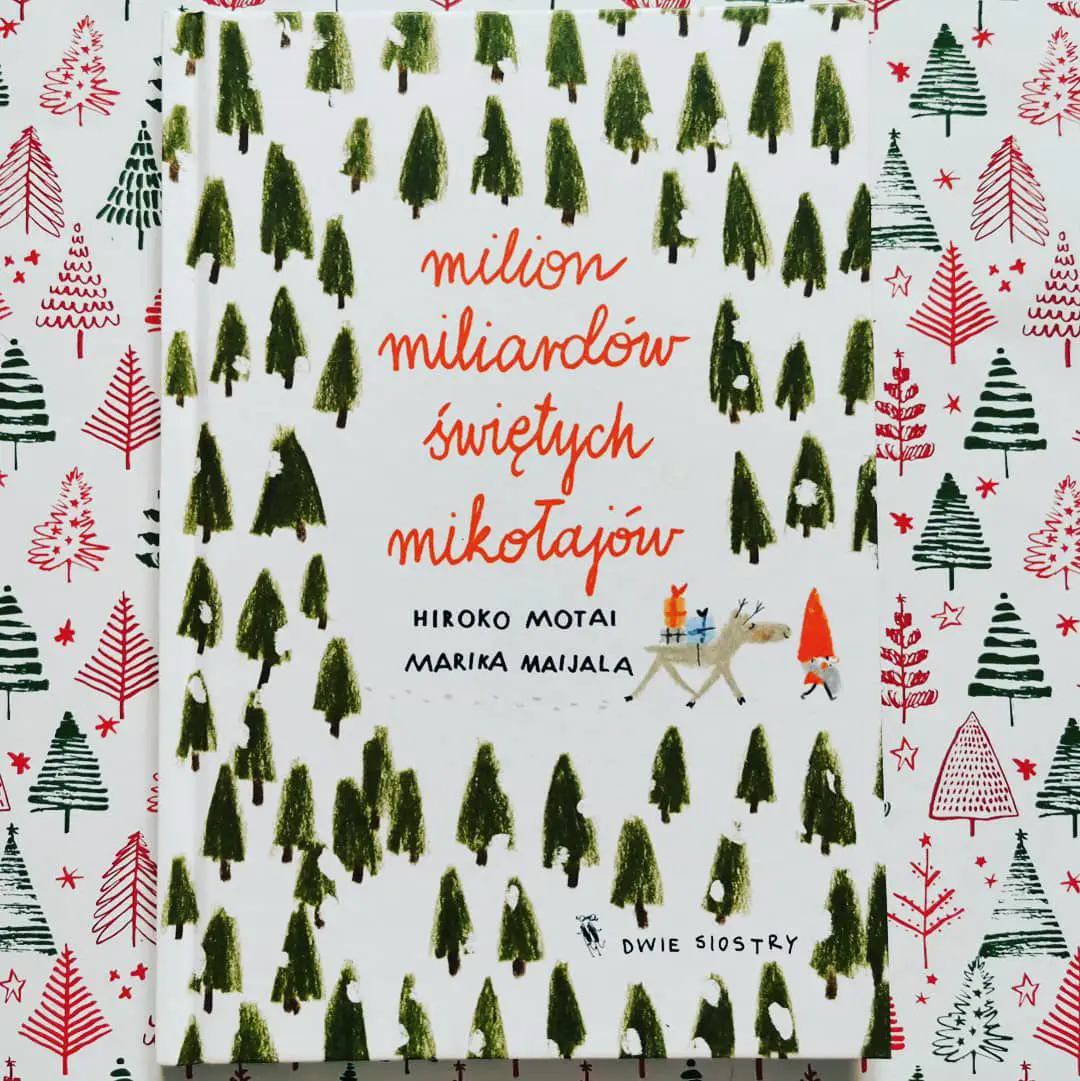 milion
miliardów
świętych
mikołajów
HIROKO MOTAI
MARIKA MAIJALA
DWIE SIOSTRY